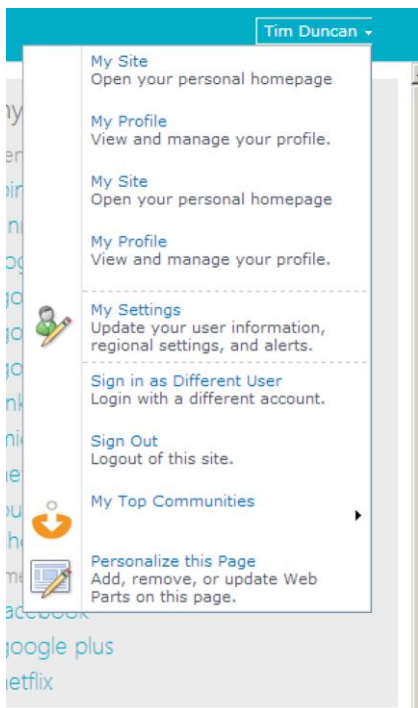 Tim Duncan
My Site
Open your personal homepage
My Profile
View and manage your profile.
My Site
Open your personal homepage
My Profile
View and manage your profile.
My Settings
Update your user information,
regional settings, and alerts.
Sign in as Different User
Login with a different account.
Sign Out
Logout of this site.
My Top Communities
Personalize this Page
Add, remove, or update Web
Parts on this page.
google plus